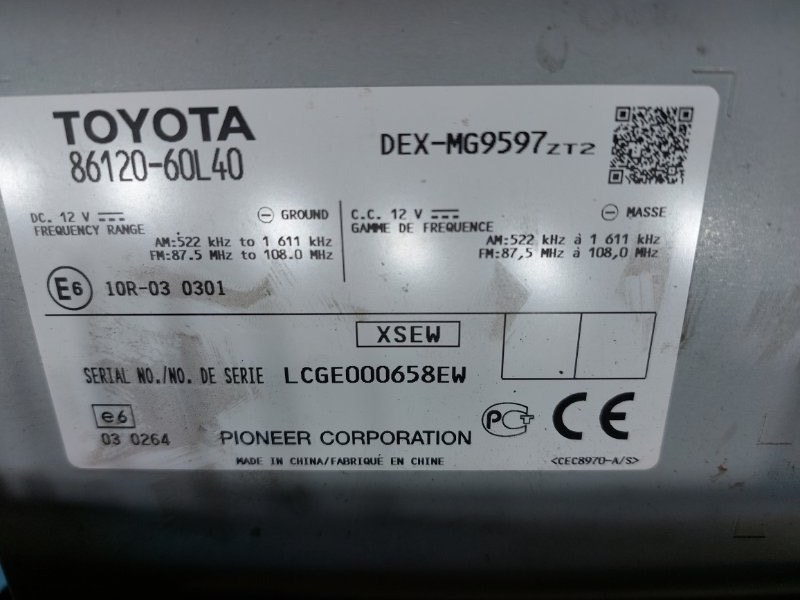 TOYOTA
86120-60L40
DEX-MG9597ZT2
DC. 12 V
GROUND
FREQUENCY RANGE
AM:522 kHz to 1 611 kHz
FM:87.5 MHz to 108.0 MHz
C.C. 12 V
MASSE
GAMME DE FREQUENCE
AM:522 kHz à 1 611 kHz
FM:87,5 MHz à 108,0 MHz
E6 10R-03 0301
XSEW
SERIAL NO./NO. DE SERIE LCGE000658EW
e6
03 0264
PIONEER CORPORATION
PCT
CE
MADE IN CHINA/FABRIQUÉ EN CHINE
<CEC8970-A/S>